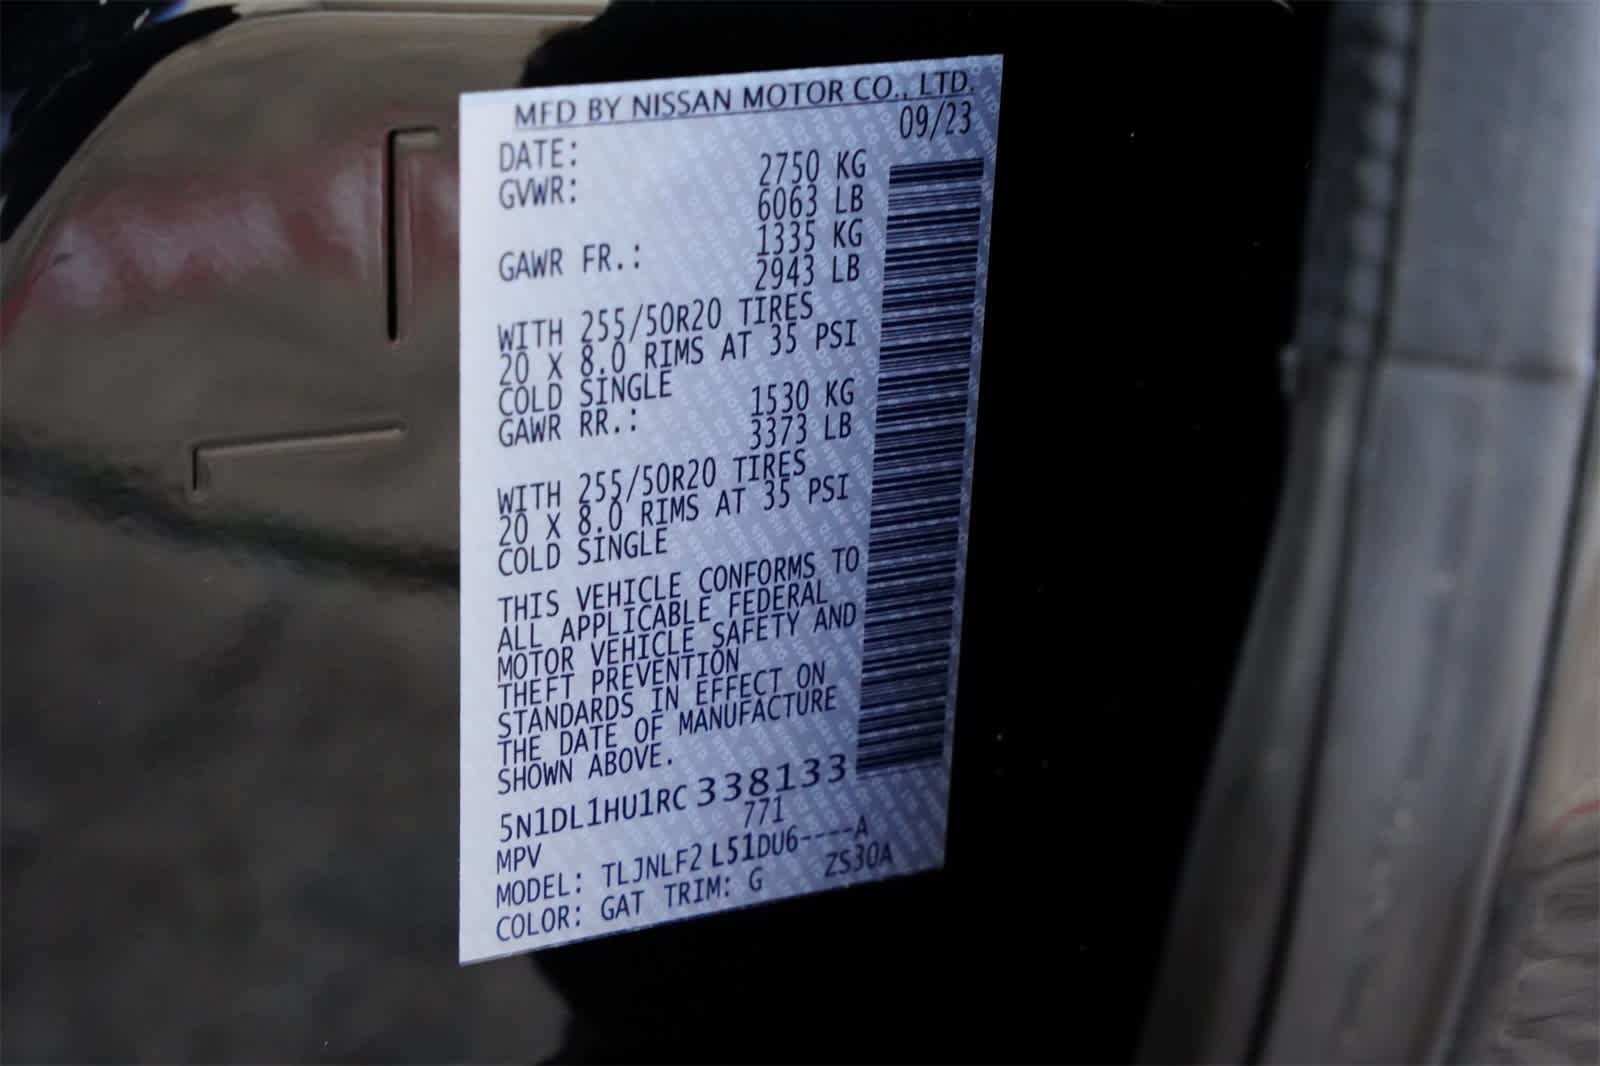 MFD BY NISSAN MOTOR CO., LTD.
DATE: 09/23
GVWR: 2750 KG
6063 LB
GAWR FR.: 1335 KG
2943 LB
WITH 255/50R20 TIRES
20 X 8.0 RIMS AT 35 PSI
COLD SINGLE
GAWR RR.: 1530 KG
3373 LB
WITH 255/50R20 TIRES
20 X 8.0 RIMS AT 35 PSI
COLD SINGLE
THIS VEHICLE CONFORMS TO
ALL APPLICABLE FEDERAL
MOTOR VEHICLE SAFETY AND
THEFT PREVENTION
STANDARDS IN EFFECT ON
THE DATE OF MANUFACTURE
SHOWN ABOVE.
5N1DL1HU1RC338133
MPV 771
MODEL: TLJNLF2 L51DU6----A
COLOR: GAT TRIM: G ZS30A